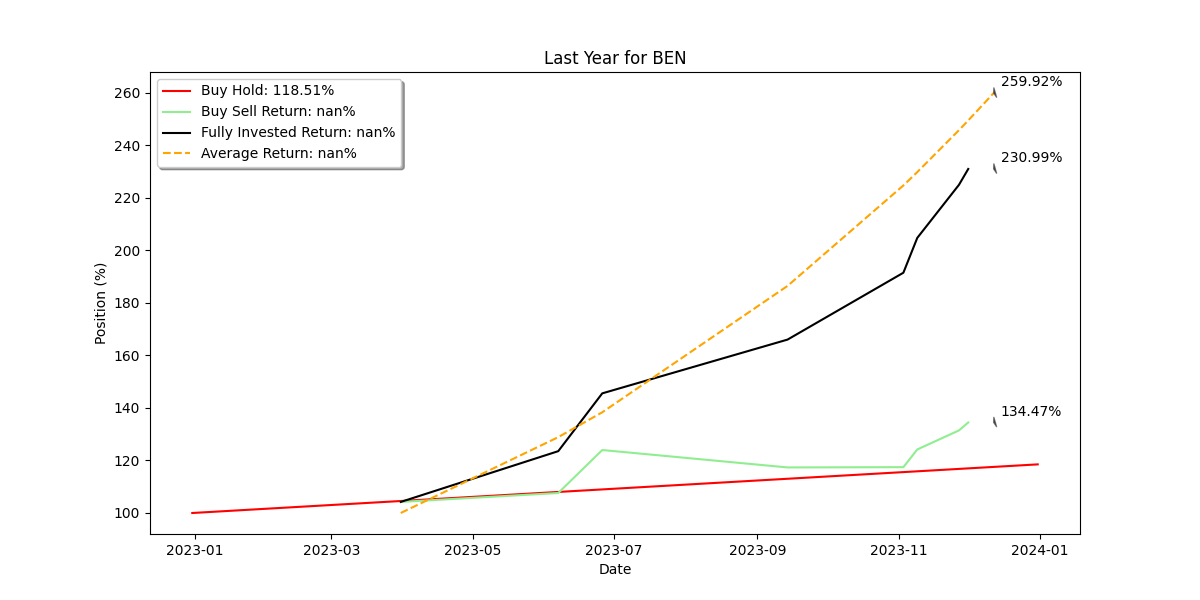 Last Year for BEN
Buy Hold: 118.51%
Buy Sell Return: nan%
Fully Invested Return: nan%
Average Return: nan%
259.92%
230.99%
134.47%
260
240
220
200
180
160
140
120
100
Position (%)
2023-01 2023-03 2023-05 2023-07 2023-09 2023-11 2024-01
Date